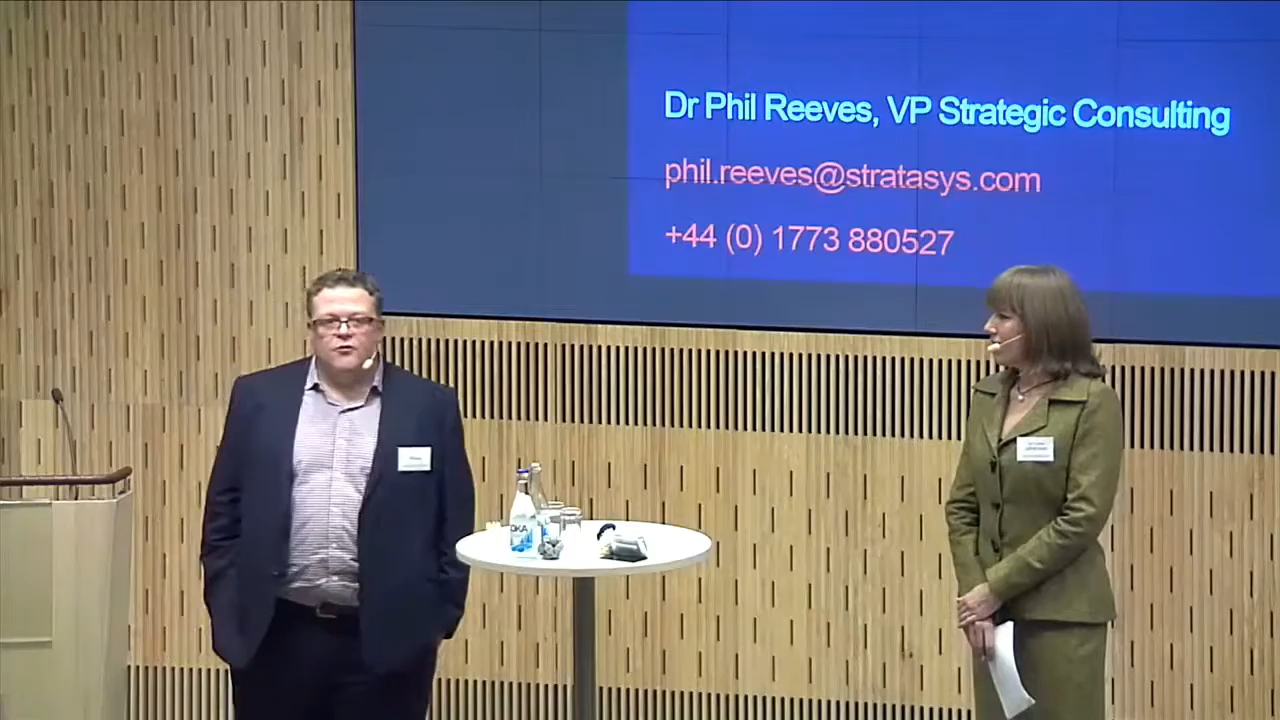 Dr Phil Reeves, VP Strategic Consulting
phil.reeves@stratasys.com
+44 (0) 1773 880527